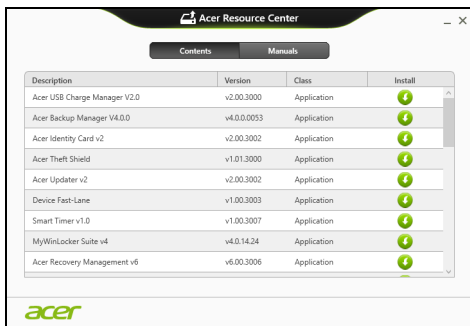 Acer Resource Center
Contents Manuals
Description Version Class Install
Acer USB Charge Manager V2.0 v2.00.3000 Application
Acer Backup Manager V4.0.0 v4.0.0.0053 Application
Acer Identity Card v2 v2.00.3002 Application
Acer Theft Shield v1.01.3000 Application
Acer Updater v2 v2.00.3002 Application
Device Fast-Lane v1.00.3003 Application
Smart Timer v1.0 v1.00.3007 Application
MyWinLocker Suite v4 v4.0.14.24 Application
Acer Recovery Management v6 v6.00.3006 Application
acer